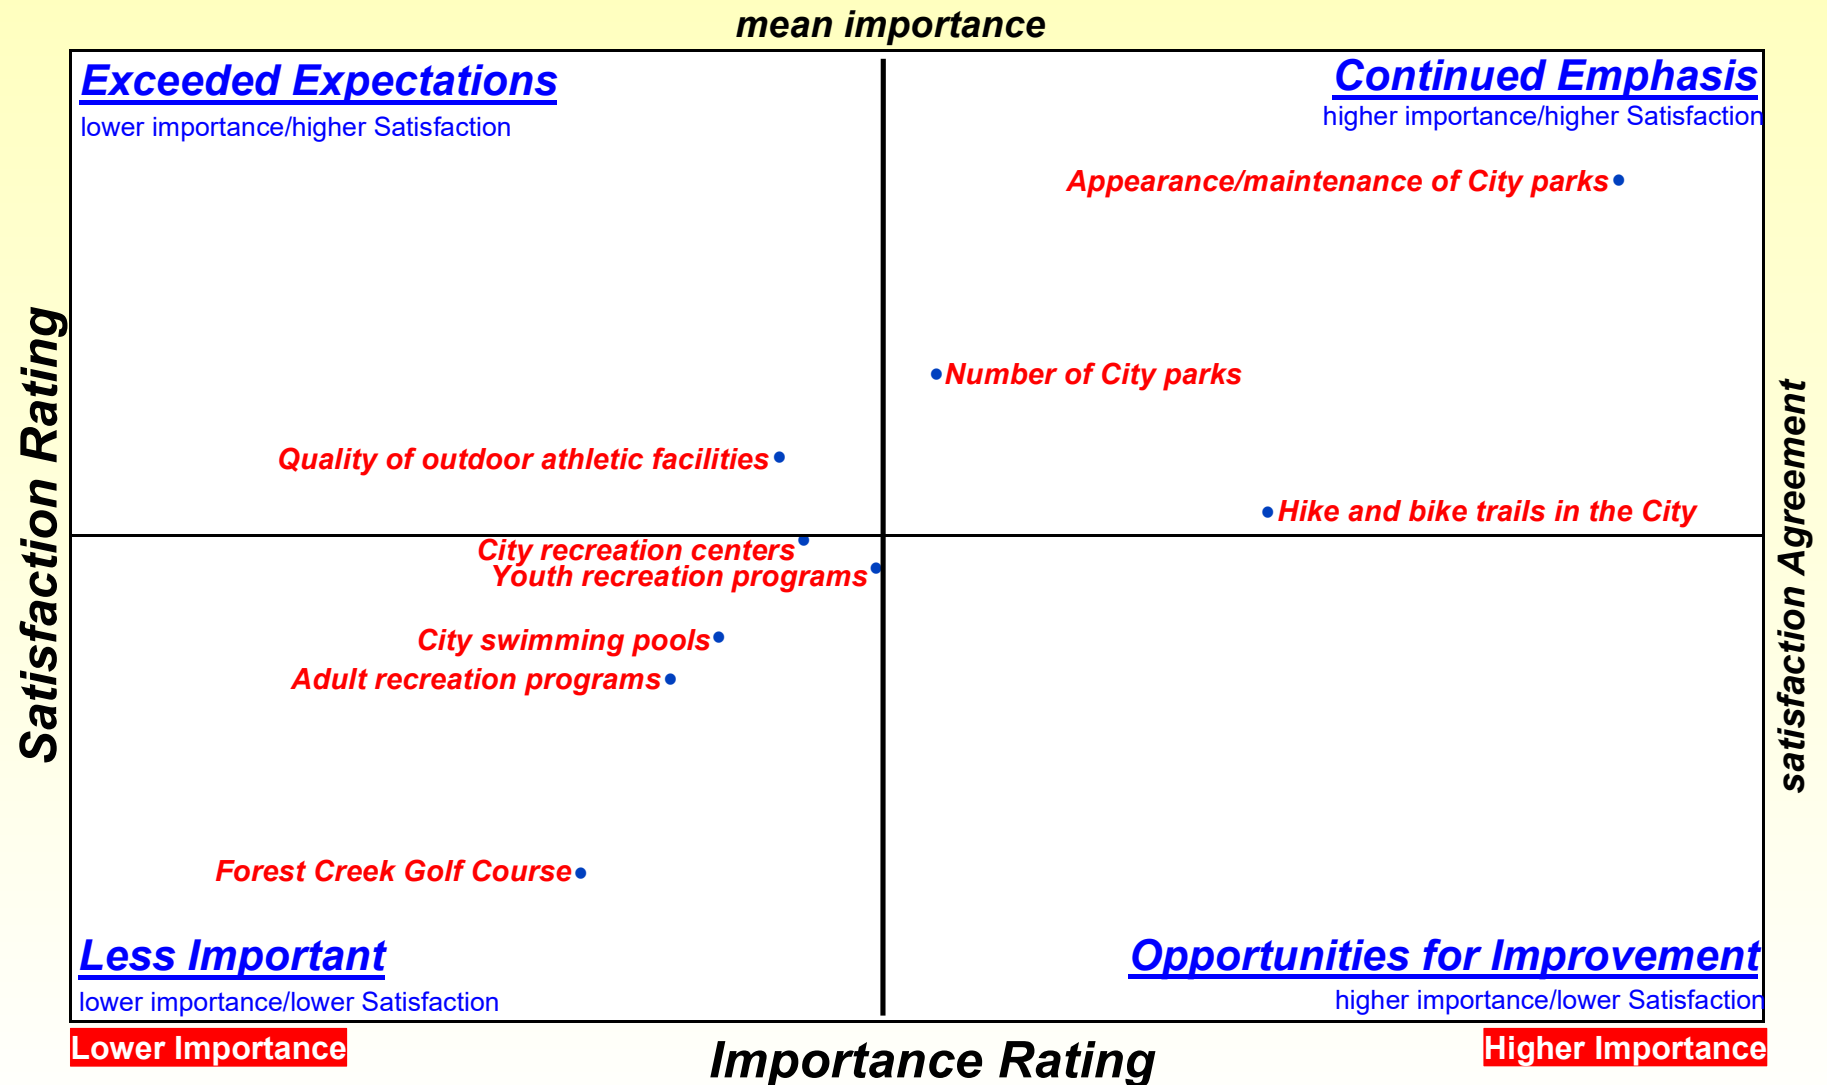 mean importance
Exceeded Expectations
lower importance/higher Satisfaction
Continued Emphasis
higher importance/higher Satisfaction
Appearance/maintenance of City parks
Number of City parks
Quality of outdoor athletic facilities
Hike and bike trails in the City
City recreation centers
Youth recreation programs
City swimming pools
Adult recreation programs
Forest Creek Golf Course
Satisfaction Rating
satisfaction Agreement
Less Important
lower importance/lower Satisfaction
Opportunities for Improvement
higher importance/lower Satisfaction
Lower Importance
Importance Rating
Higher Importance